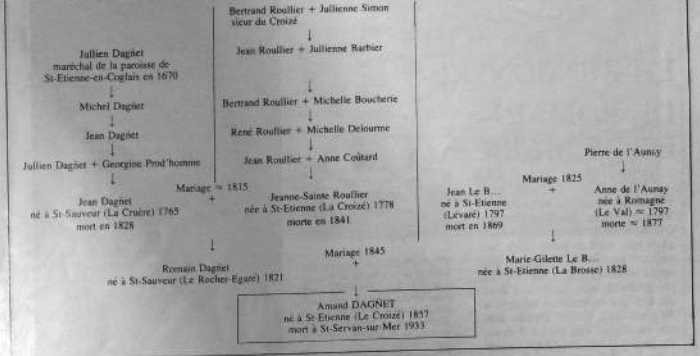 Bertrand Roullier + Jullienne Simon
sieur du Croizé
Jean Roullier + Jullienne Barbier
Jullien Dagnet
maréchal de la paroisse de
St-Etienne-en-Coglais en 1670
Michel Dagnet
Bertrand Roullier + Michelle Boucherie
Jean Dagnet
René Roullier + Michelle Delourme
Jullien Dagnet + Georgine Prod'homme
Jean Roullier + Anne Coûtard
Pierre de l'Aunay
Mariage ≈ 1815
+
Mariage 1825
+
Jean Dagnet
né à St-Sauveur (La Cruère) 1765
mort en 1828
Jeanne-Sainte Roullier
née à St-Etienne (La Croizé) 1778
morte en 1841
Jean Le B...
né à St-Etienne
(Levaré) 1797
mort en 1869
Anne de l'Aunay
née à Romagné
(Le Val) ≈ 1797
morte ≈ 1877
Mariage 1845
+
Romain Dagnet
né à St-Sauveur (Le Rocher-Egaré) 1821
Marie-Gilette Le B...
née à St-Etienne (La Brosse) 1828
Amand DAGNET
né à St-Etienne (Le Croizé) 1857
mort à St-Servan-sur-Mer 1933